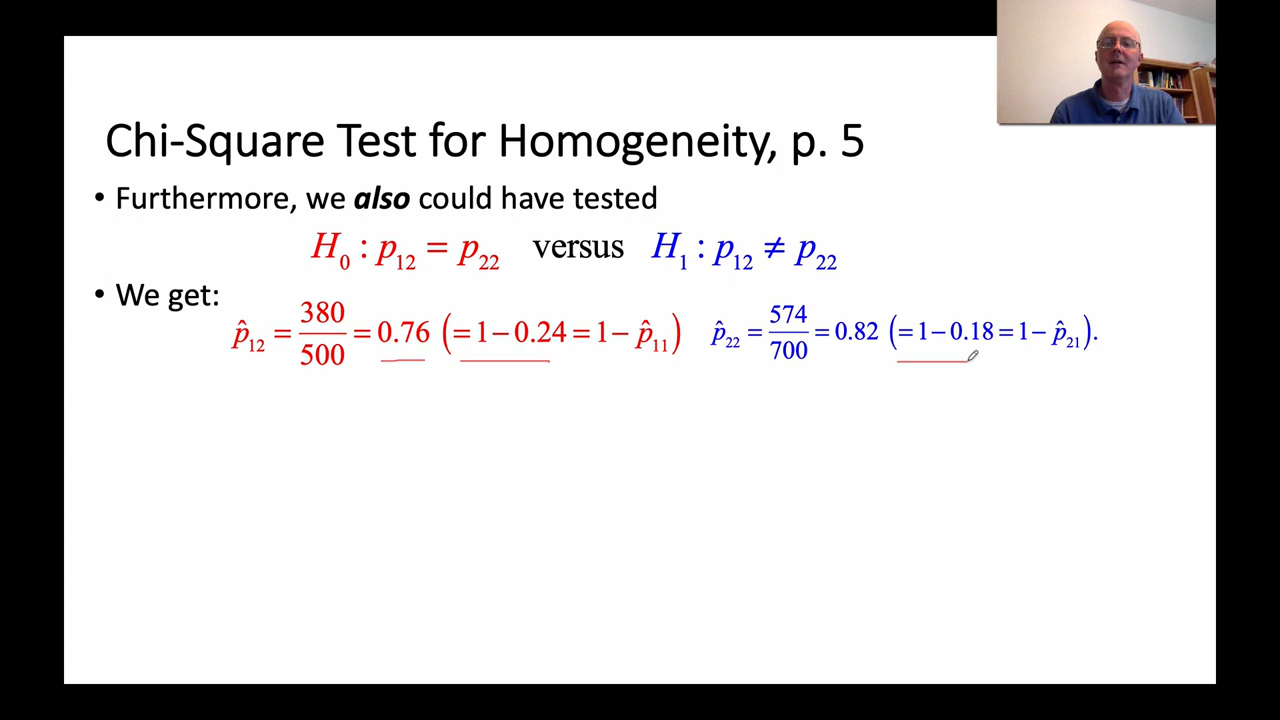 Chi-Square Test for Homogeneity, p. 5
• Furthermore, we also could have tested
H₀ : p₁₂ = p₂₂ versus H₁ : p₁₂ ≠ p₂₂
• We get:
p̂₁₂ = 380/500 = 0.76 (= 1 − 0.24 = 1 − p̂₁₁) p̂₂₂ = 574/700 = 0.82 (= 1 − 0.18 = 1 − p̂₂₁).